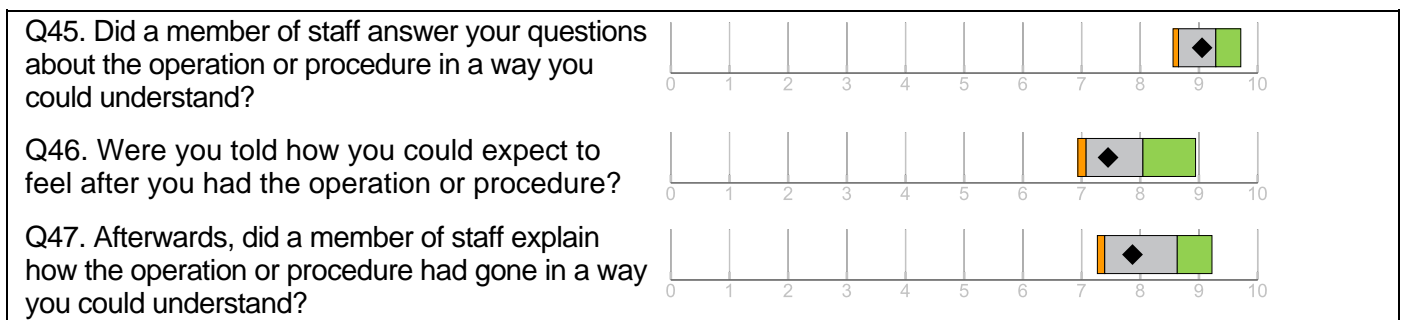 Q45. Did a member of staff answer your questions
about the operation or procedure in a way you
could understand?
0 1 2 3 4 5 6 7 8 9 10
Q46. Were you told how you could expect to
feel after you had the operation or procedure?
0 1 2 3 4 5 6 7 8 9 10
Q47. Afterwards, did a member of staff explain
how the operation or procedure had gone in a way
you could understand?
0 1 2 3 4 5 6 7 8 9 10